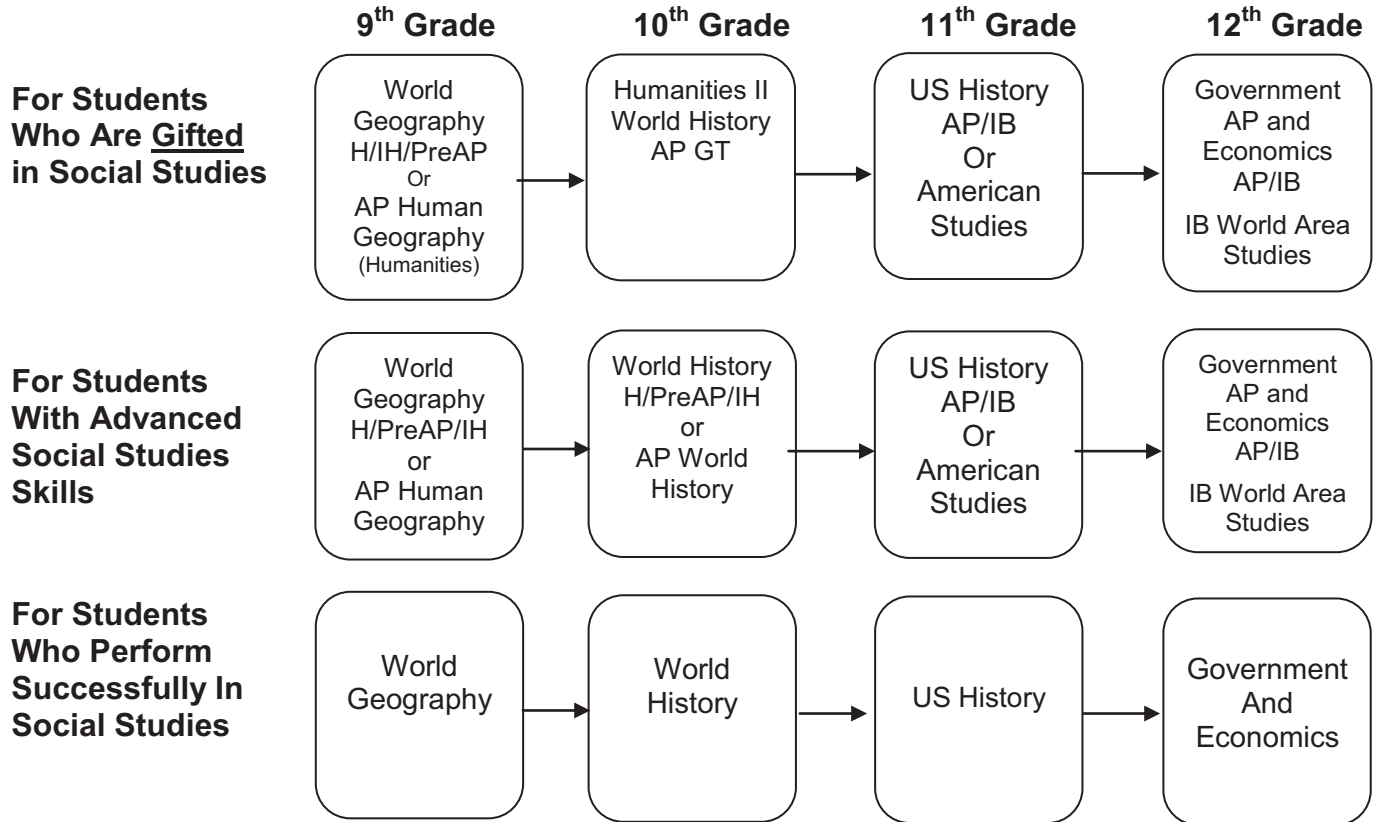 9th Grade
10th Grade
11th Grade
12th Grade
For Students
Who Are Gifted
in Social Studies
World
Geography
H/IH/PreAP
Or
AP Human
Geography
(Humanities)
Humanities II
World History
AP GT
US History
AP/IB
Or
American
Studies
Government
AP and
Economics
AP/IB
IB World Area
Studies
For Students
With Advanced
Social Studies
Skills
World
Geography
H/PreAP/IH
or
AP Human
Geography
World History
H/PreAP/IH
or
AP World
History
US History
AP/IB
Or
American
Studies
Government
AP and
Economics
AP/IB
IB World Area
Studies
For Students
Who Perform
Successfully In
Social Studies
World
Geography
World
History
US History
Government
And
Economics